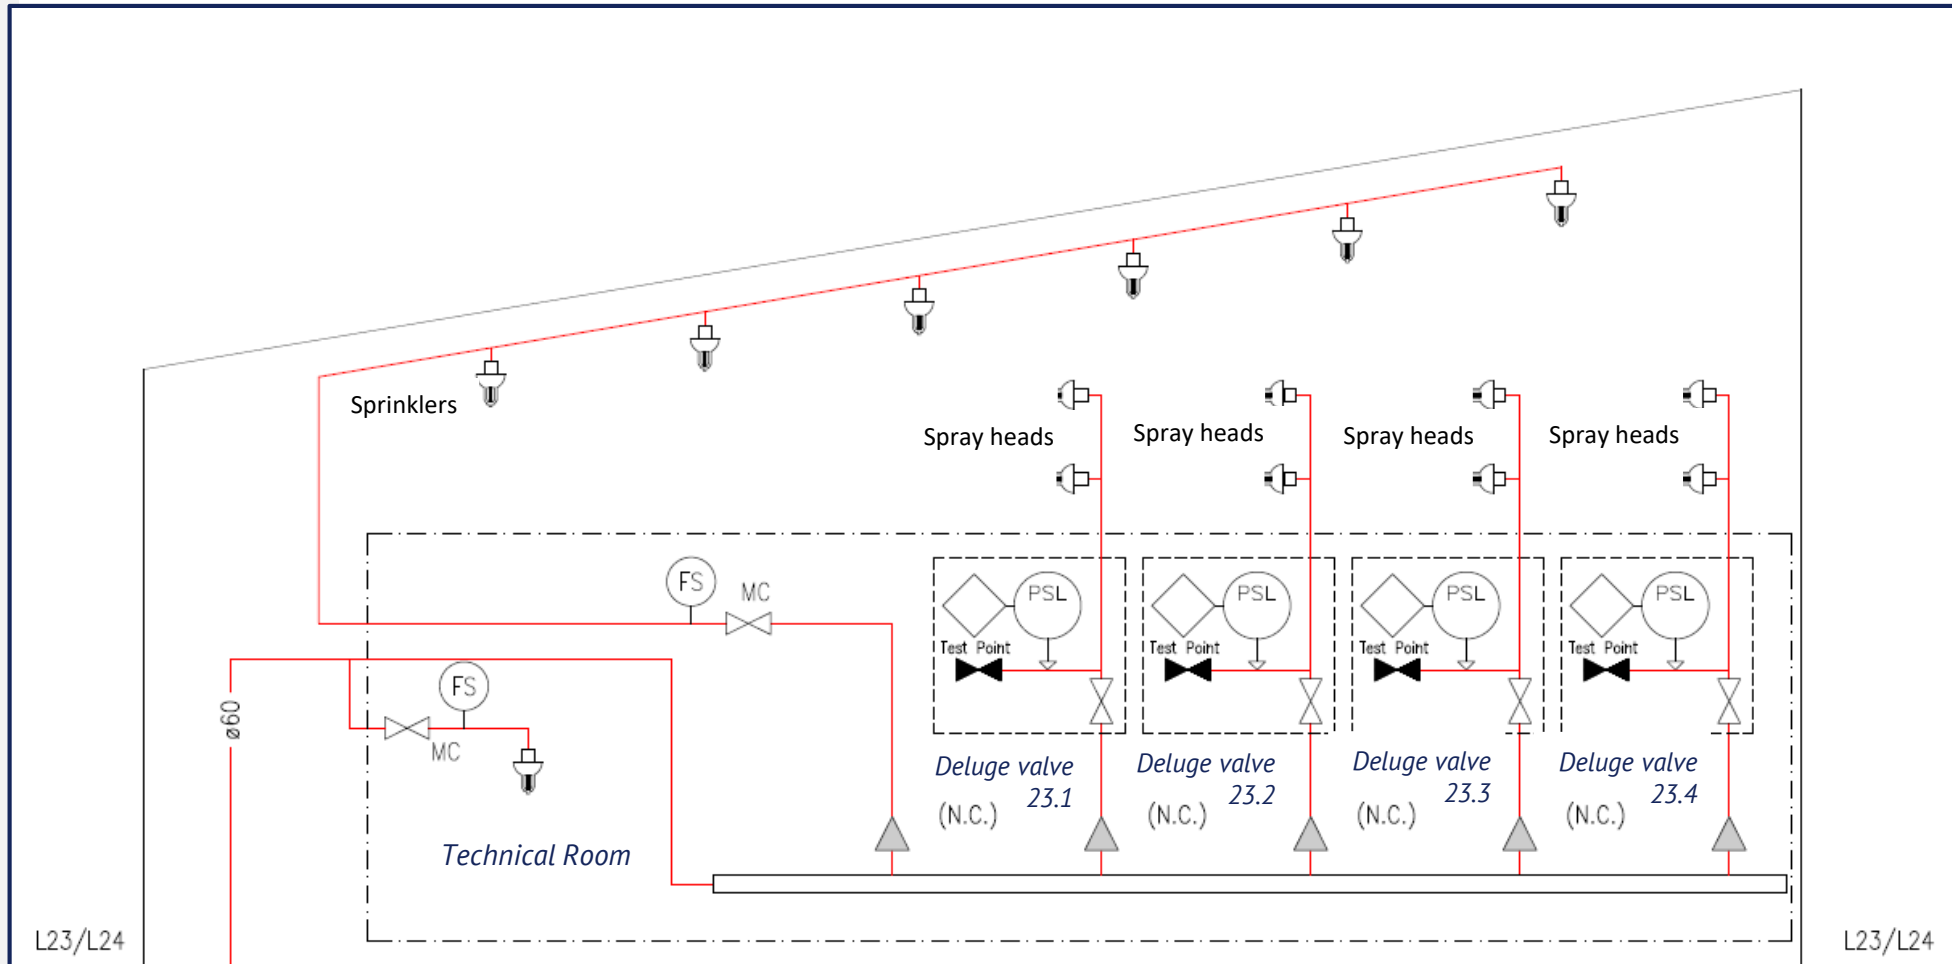 Sprinklers
Spray heads
Spray heads
Spray heads
Spray heads
FS
MC
PSL
PSL
PSL
PSL
Test Point
Test Point
Test Point
Test Point
FS
MC
ø60
Deluge valve
23.1
(N.C.)
Deluge valve
23.2
(N.C.)
Deluge valve
23.3
(N.C.)
Deluge valve
23.4
(N.C.)
Technical Room
L23/L24
L23/L24